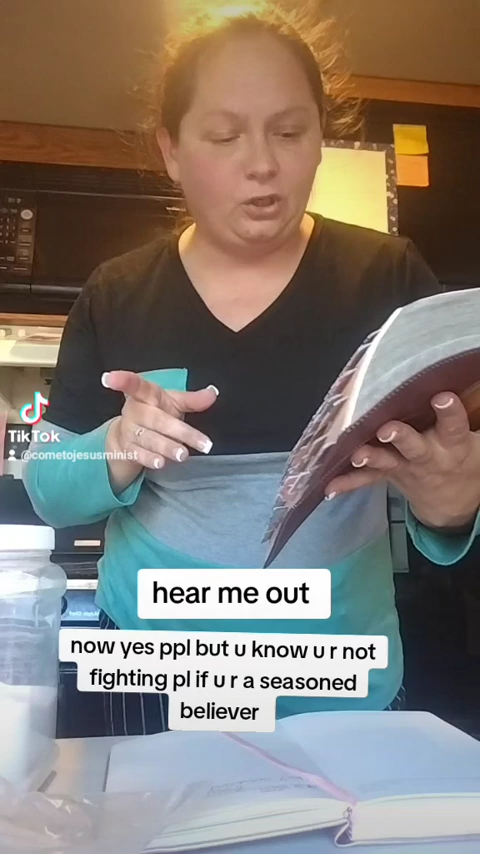 TikTok
@cometojesusminist
hear me out
now yes ppl but u know u r not
fighting pl if u r a seasoned
believer